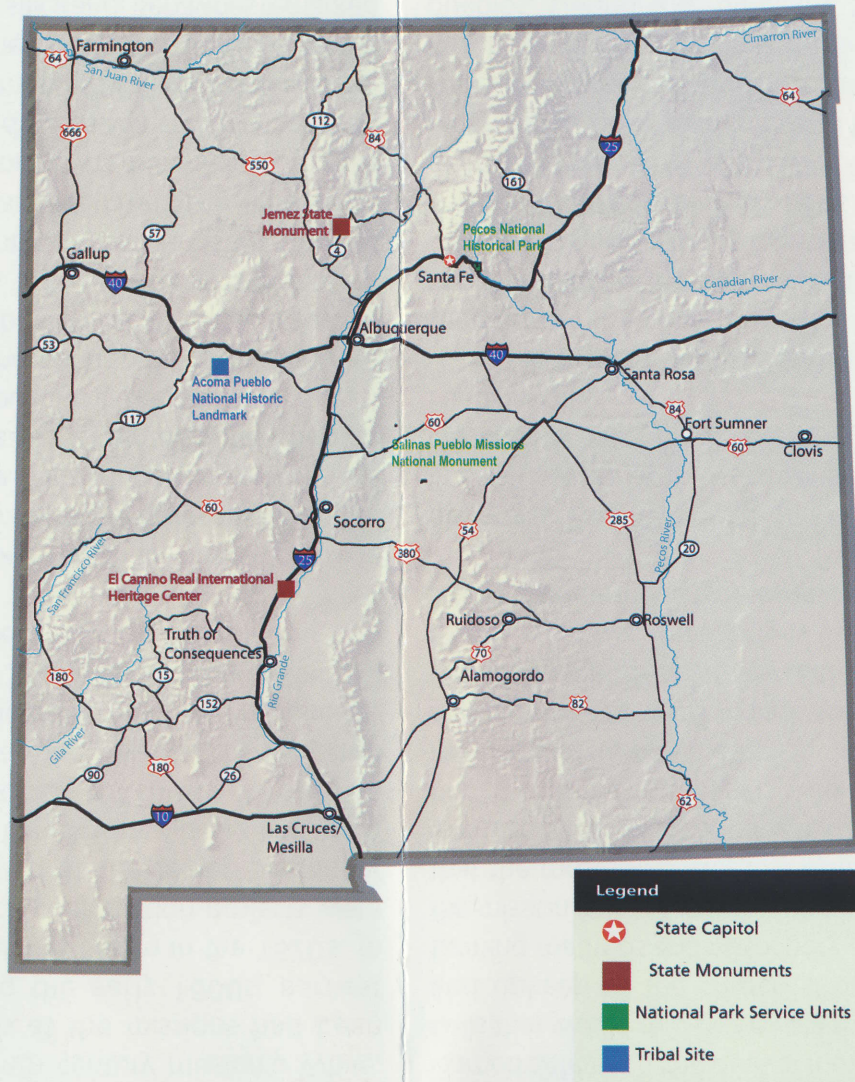 Farmington
Cimarron River
64
San Juan River
64
112
666
84
25
550
161
Jemez State
Monument
57
Pecos National
Historical Park
Gallup
4
Santa Fe
40
Canadian River
Albuquerque
53
40
Santa Rosa
Acoma Pueblo
National Historic
Landmark
84
117
60
Fort Sumner
60
Clovis
Salinas Pueblo Missions
National Monument
60
Socorro
54
285
Pecos River
20
San Francisco River
25
380
El Camino Real International
Heritage Center
Ruidoso
Roswell
Truth or
Consequences
70
180
15
Rio Grande
Alamogordo
152
82
Gila River
90
180
26
62
10
Las Cruces/
Mesilla
Legend
State Capitol
State Monuments
National Park Service Units
Tribal Site